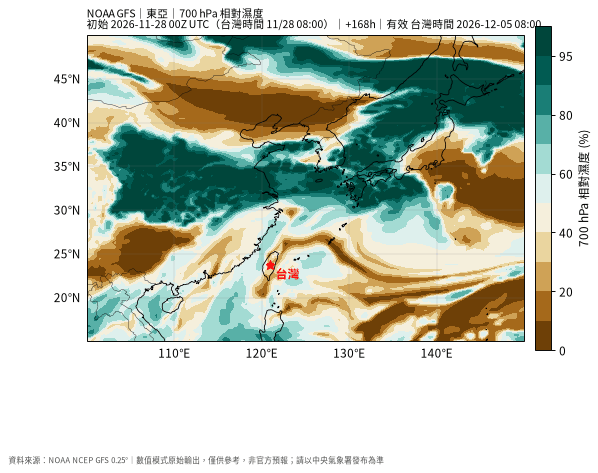 NOAA GFS｜東亞｜700 hPa 相對濕度
初始 2026-11-28 00Z UTC（台灣時間 11/28 08:00）｜+168h｜有效 台灣時間 2026-12-05 08:00
45°N
40°N
35°N
30°N
25°N
20°N
110°E
120°E
130°E
140°E
台灣
95
80
60
40
20
0
700 hPa 相對濕度 (%)
資料來源：NOAA NCEP GFS 0.25°｜數值模式原始輸出，僅供參考，非官方預報；請以中央氣象署發布為準